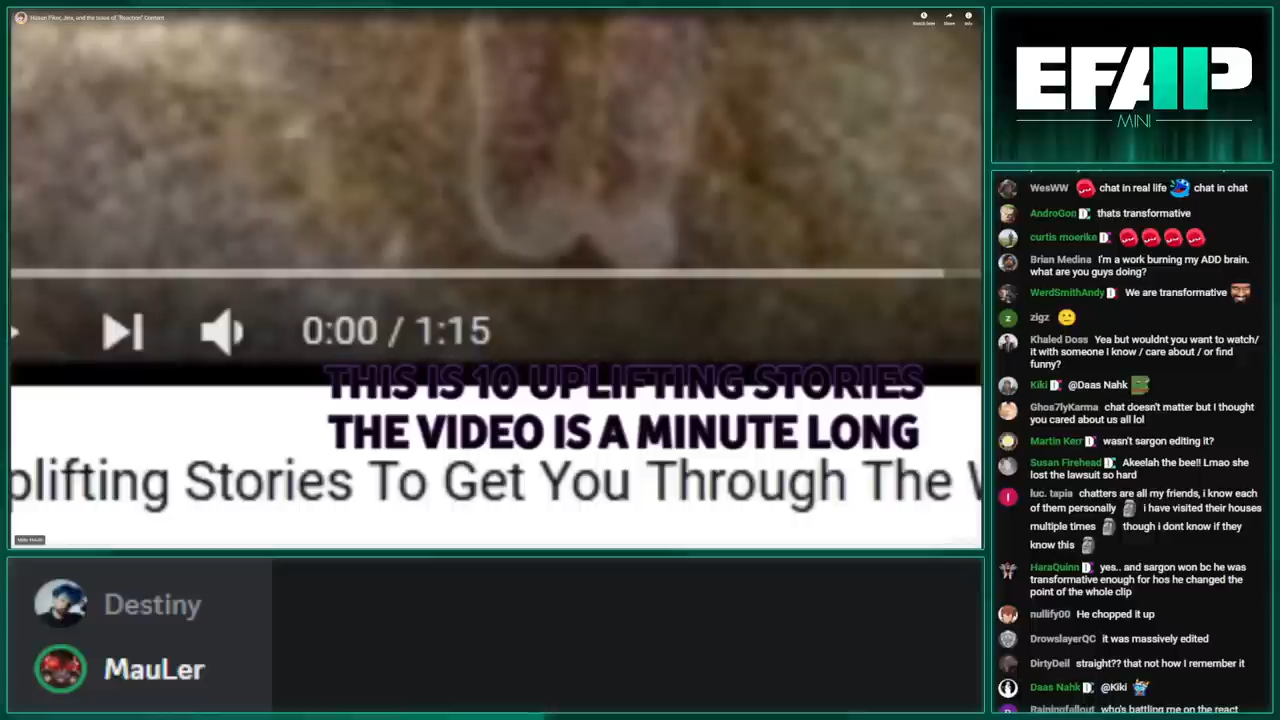 Hasan Piker, Jinx, and the Issue of "Reaction" Content
Watch later
Share
Info
0:00 / 1:15
THIS IS 10 UPLIFTING STORIES
THE VIDEO IS A MINUTE LONG
plifting Stories To Get You Through The
Destiny
MauLer
EFAP
MINI
WesWW chat in real life chat in chat
AndroGon thats transformative
curtis moerike
Brian Medina I'm a work burning my ADD brain.
what are you guys doing?
WerdSmithAndy We are transformative
z zigz
Khaled Doss Yea but wouldnt you want to watch/
it with someone I know / care about / or find
funny?
Kiki @Daas Nahk
Ghos7lyKarma chat doesn't matter but I thought
you cared about us all lol
Martin Kerr wasn't sargon editing it?
Susan Firehead Akeelah the bee!! Lmao she
lost the lawsuit so hard
luc. tapia chatters are all my friends, i know each
of them personally i have visited their houses
multiple times though i dont know if they
know this
HaraQuinn yes.. and sargon won bc he was
transformative enough for hos he changed the
point of the whole clip
nullify00 He chopped it up
DrowslayerQC it was massively edited
DirtyDeil straight?? that not how I remember it
Daas Nahk @Kiki
Rainingfallout who's battling me on the react